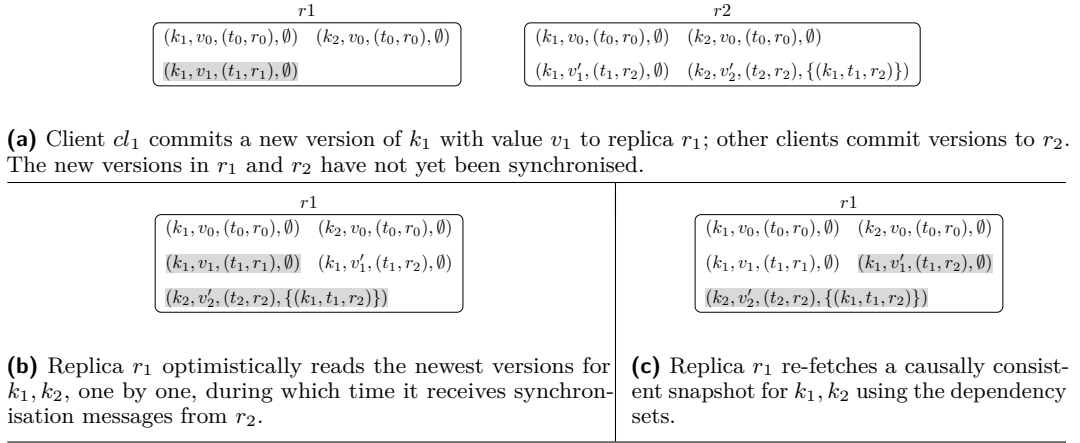 r1 r2
(k₁, v₀, (t₀, r₀), ∅) (k₂, v₀, (t₀, r₀), ∅) (k₁, v₀, (t₀, r₀), ∅) (k₂, v₀, (t₀, r₀), ∅)
(k₁, v₁, (t₁, r₁), ∅) (k₁, v′₁, (t₁, r₂), ∅) (k₂, v′₂, (t₂, r₂), {(k₁, t₁, r₂)})
(a) Client cl₁ commits a new version of k₁ with value v₁ to replica r₁; other clients commit versions to r₂.
The new versions in r₁ and r₂ have not yet been synchronised.
r1
(k₁, v₀, (t₀, r₀), ∅) (k₂, v₀, (t₀, r₀), ∅)
(k₁, v₁, (t₁, r₁), ∅) (k₁, v′₁, (t₁, r₂), ∅)
(k₂, v′₂, (t₂, r₂), {(k₁, t₁, r₂)})
(b) Replica r₁ optimistically reads the newest versions for
k₁, k₂, one by one, during which time it receives synchron-
isation messages from r₂.
r1
(k₁, v₀, (t₀, r₀), ∅) (k₂, v₀, (t₀, r₀), ∅)
(k₁, v₁, (t₁, r₁), ∅) (k₁, v′₁, (t₁, r₂), ∅)
(k₂, v′₂, (t₂, r₂), {(k₁, t₁, r₂)})
(c) Replica r₁ re-fetches a causally consist-
ent snapshot for k₁, k₂ using the dependency
sets.